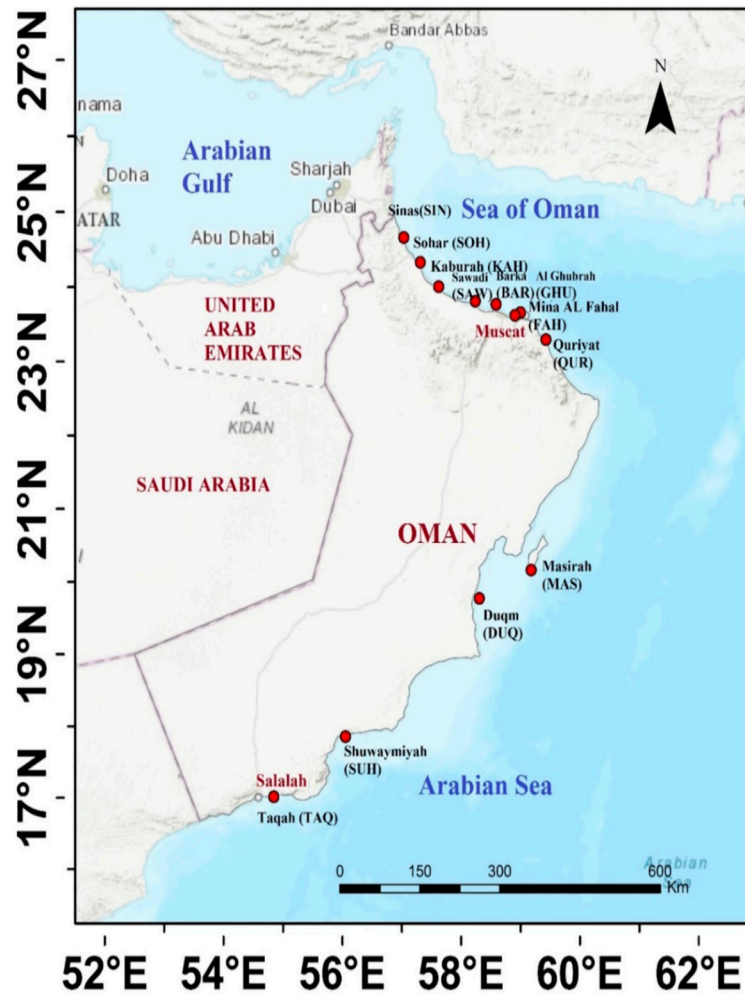 Bandar Abbas
27°N
N
nama
Arabian
Gulf
Doha
Sharjah
Dubai
ATAR
25°N
Sinas(SIN)
Sea of Oman
Abu Dhabi
Sohar (SOH)
Kaburah (KAH)
Sawadi Barka Al Ghubrah
(SAW) (BAR) (GHU)
Mina AL Fahal
(FAH)
Muscat
UNITED
ARAB
EMIRATES
Quriyat
(QUR)
23°N
AL
KIDAN
SAUDI ARABIA
21°N
OMAN
Masirah
(MAS)
Duqm
(DUQ)
19°N
Shuwaymiyah
(SUH)
Salalah
Arabian Sea
17°N
Taqah (TAQ)
Arabian
0 150 300 600
Km
52°E 54°E 56°E 58°E 60°E 62°E